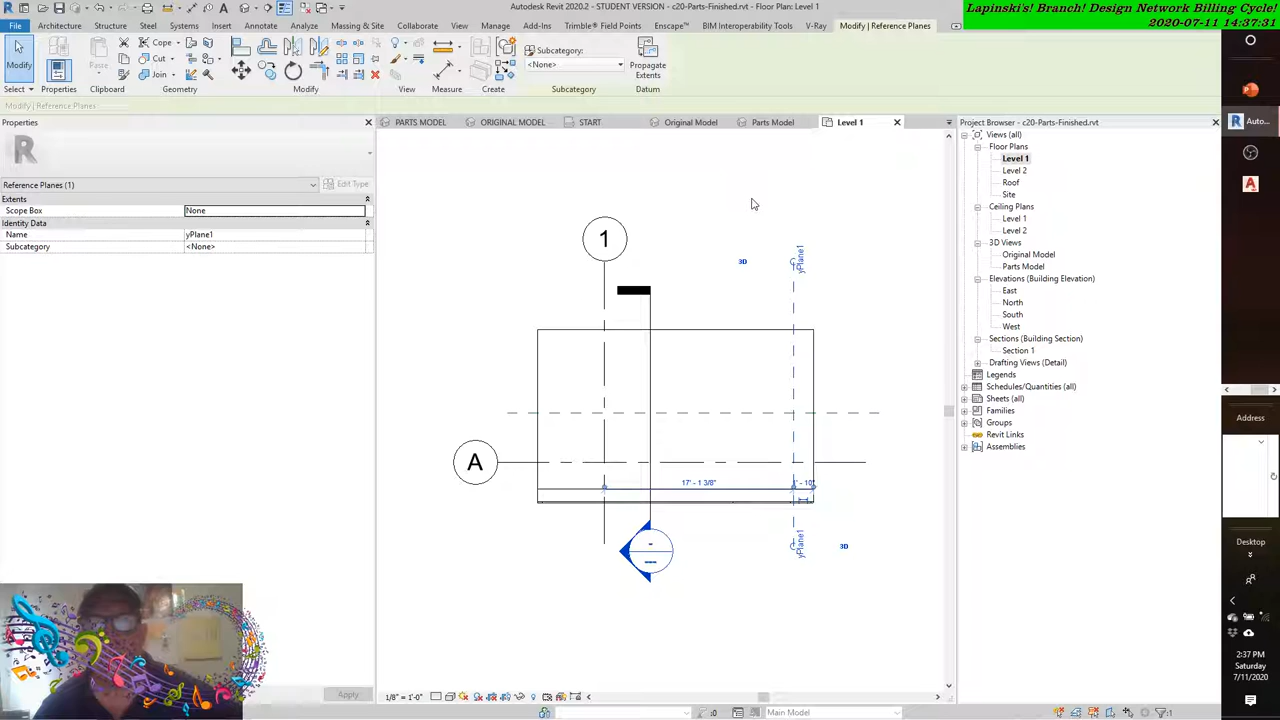 Autodesk Revit 2020.2 - STUDENT VERSION - c20-Parts-Finished.rvt - Floor Plan: Level 1
Lapinski's! Branch! Design Network Billing Cycle!
2020-07-11 14:37:31
File Architecture Structure Steel Systems Insert Annotate Analyze Massing & Site Collaborate View Manage Add-Ins Trimble® Field Points Enscape™ BIM Interoperability Tools V-Ray Modify | Reference Planes
Modify
Properties
Cope
Cut
Join
Paste
Subcategory:
<None>
Propagate
Extents
Select Properties Clipboard Geometry Modify View Measure Create Subcategory Datum
Modify | Reference Planes
Properties
PARTS MODEL ORIGINAL MODEL START Original Model Parts Model Level 1
Project Browser - c20-Parts-Finished.rvt
Reference Planes (1) Edit Type
Extents
Scope Box None
Identity Data
Name yPlane1
Subcategory <None>
Apply
1
3D
yPlane1
A
17' - 1 3/8"
yPlane1
3D
-
---
Views (all)
Floor Plans
Level 1
Level 2
Roof
Site
Ceiling Plans
Level 1
Level 2
3D Views
Original Model
Parts Model
Elevations (Building Elevation)
East
North
South
West
Sections (Building Section)
Section 1
Drafting Views (Detail)
Legends
Schedules/Quantities (all)
Sheets (all)
Families
Groups
Revit Links
Assemblies
Auto...
Address
Desktop
2:37 PM
Saturday
7/11/2020
1/8" = 1'-0"
:0
Main Model
:1